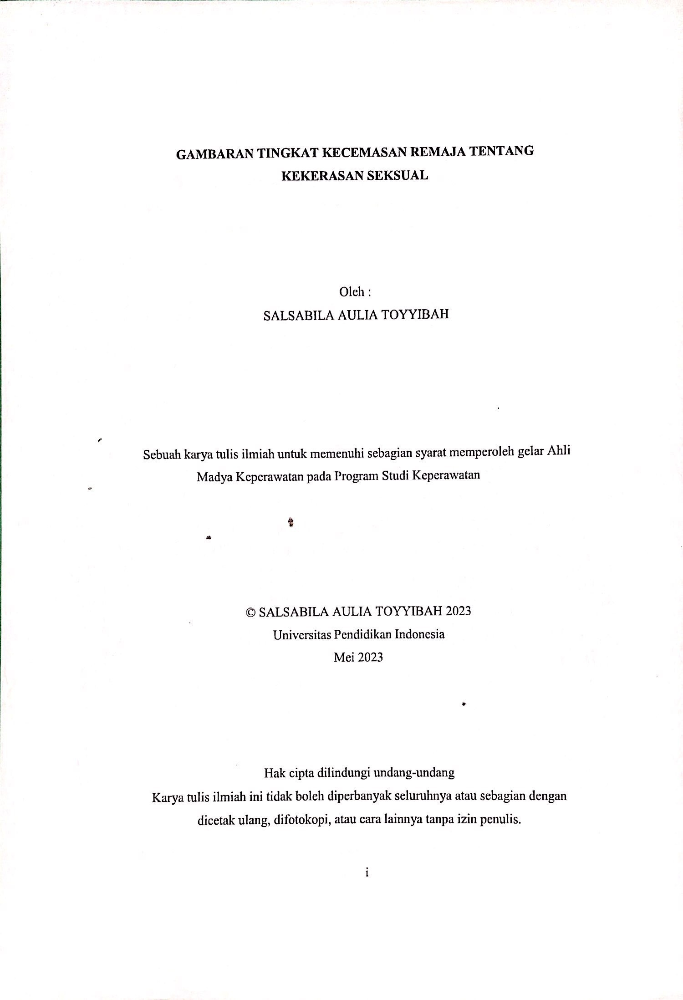 GAMBARAN TINGKAT KECEMASAN REMAJA TENTANG
KEKERASAN SEKSUAL
Oleh :
SALSABILA AULIA TOYYIBAH
Sebuah karya tulis ilmiah untuk memenuhi sebagian syarat memperoleh gelar Ahli
Madya Keperawatan pada Program Studi Keperawatan
© SALSABILA AULIA TOYYIBAH 2023
Universitas Pendidikan Indonesia
Mei 2023
Hak cipta dilindungi undang-undang
Karya tulis ilmiah ini tidak boleh diperbanyak seluruhnya atau sebagian dengan
dicetak ulang, difotokopi, atau cara lainnya tanpa izin penulis.
i